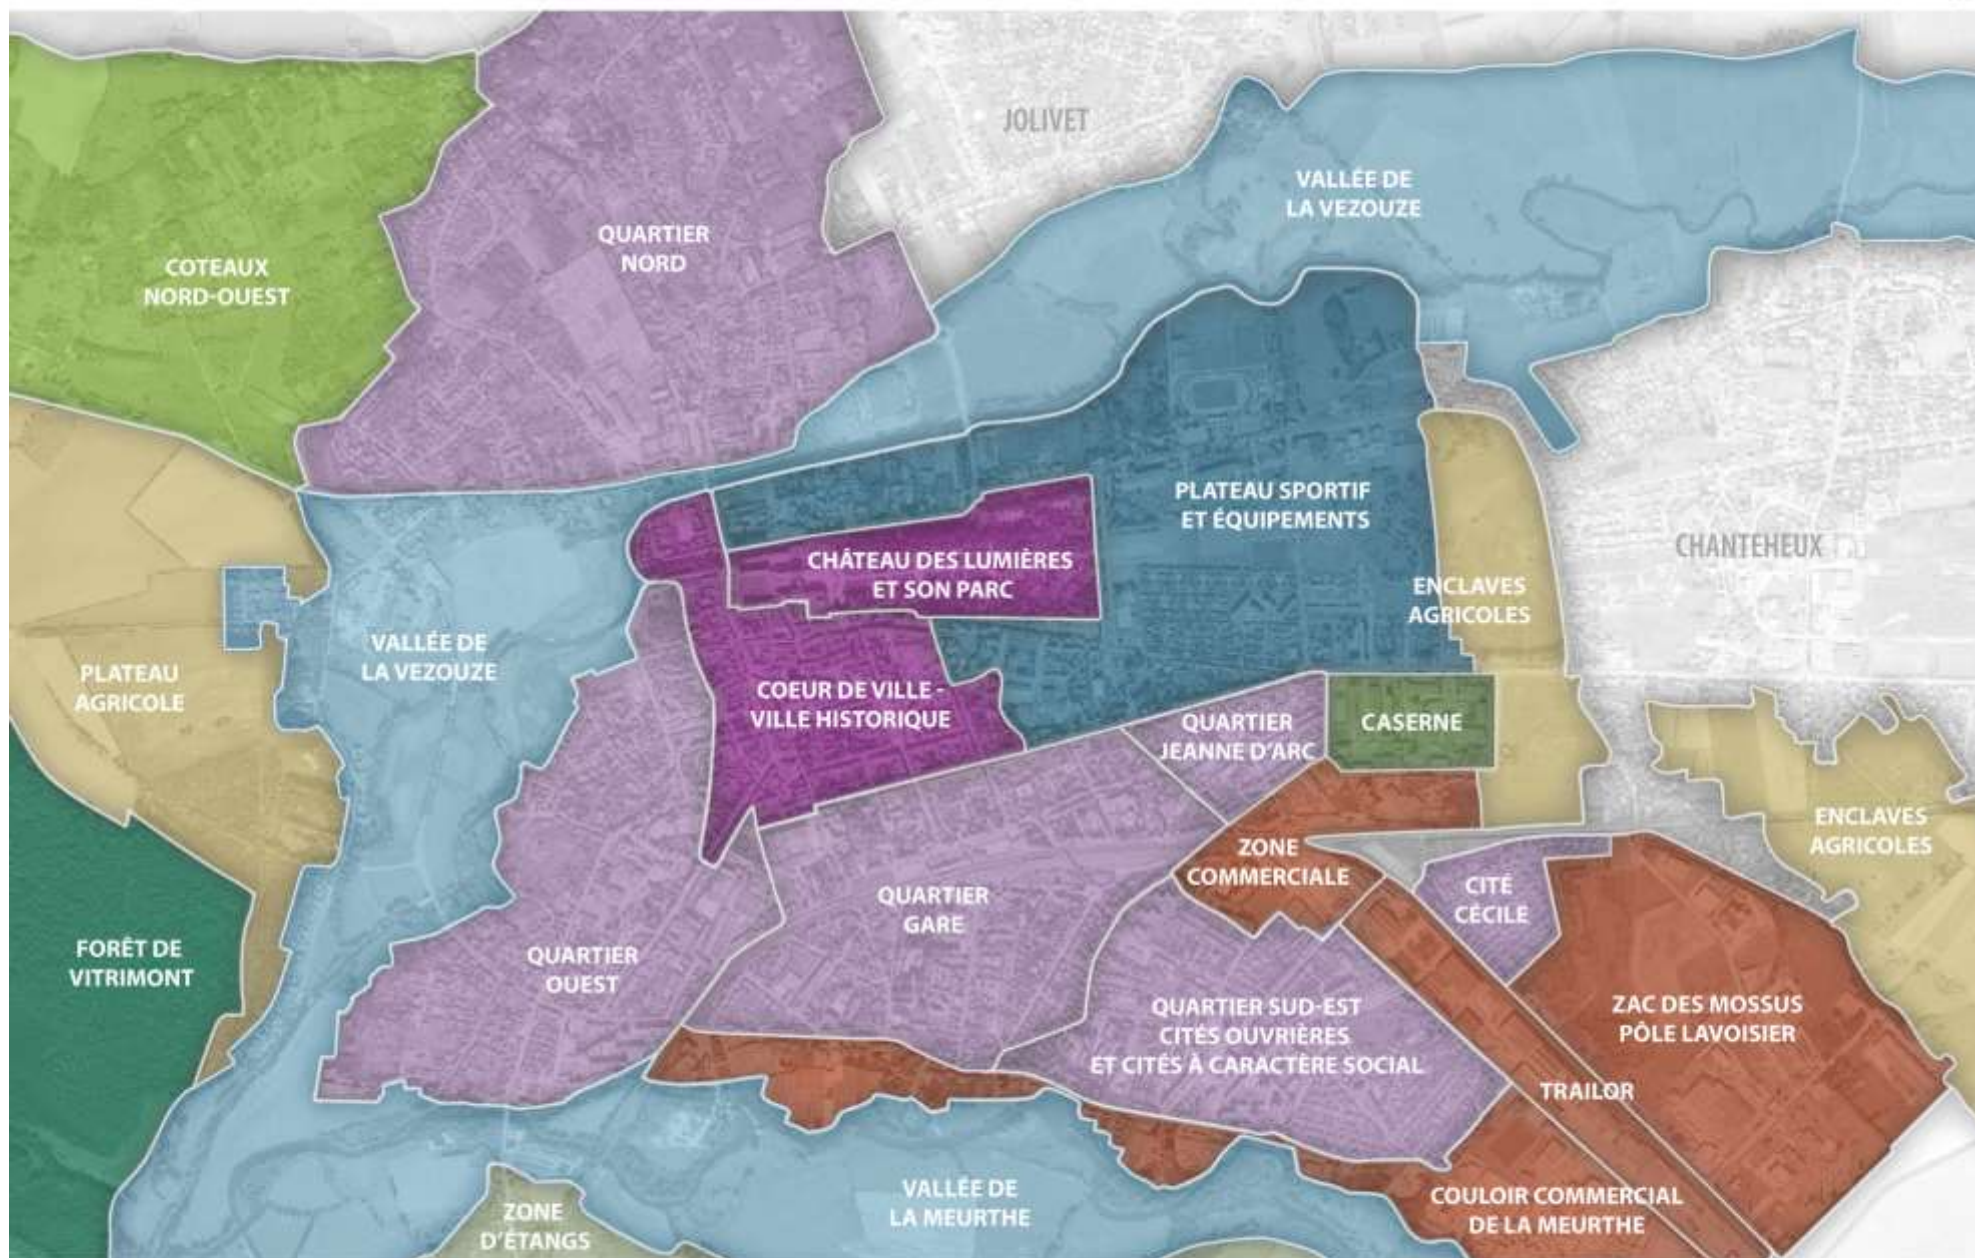 JOLIVET
VALLÉE DE
LA VEZOUZE
QUARTIER
NORD
COTEAUX
NORD-OUEST
PLATEAU SPORTIF
ET ÉQUIPEMENTS
CHANTEHEUX
CHÂTEAU DES LUMIÈRES
ET SON PARC
ENCLAVES
AGRICOLES
VALLÉE DE
LA VEZOUZE
PLATEAU
AGRICOLE
COEUR DE VILLE -
VILLE HISTORIQUE
QUARTIER
JEANNE D'ARC
CASERNE
ENCLAVES
AGRICOLES
ZONE
COMMERCIALE
CITÉ
CÉCILE
QUARTIER
GARE
FORÊT DE
VITRIMONT
QUARTIER
OUEST
QUARTIER SUD-EST
CITÉS OUVRIÈRES
ET CITÉS À CARACTÈRE SOCIAL
ZAC DES MOSSUS
PÔLE LAVOISIER
TRAILOR
VALLÉE DE
LA MEURTHE
COULOIR COMMERCIAL
DE LA MEURTHE
ZONE
D'ÉTANGS